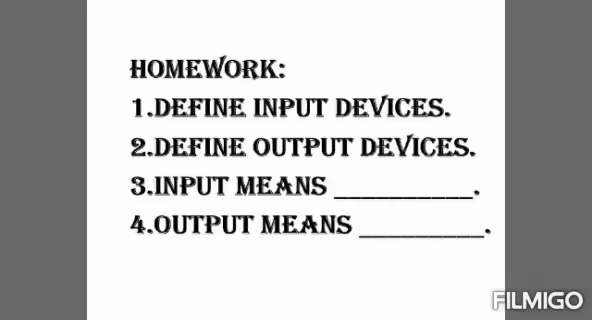 HOMEWORK:
1.DEFINE INPUT DEVICES.
2.DEFINE OUTPUT DEVICES.
3.INPUT MEANS __________.
4.OUTPUT MEANS _________.
FILMIGO